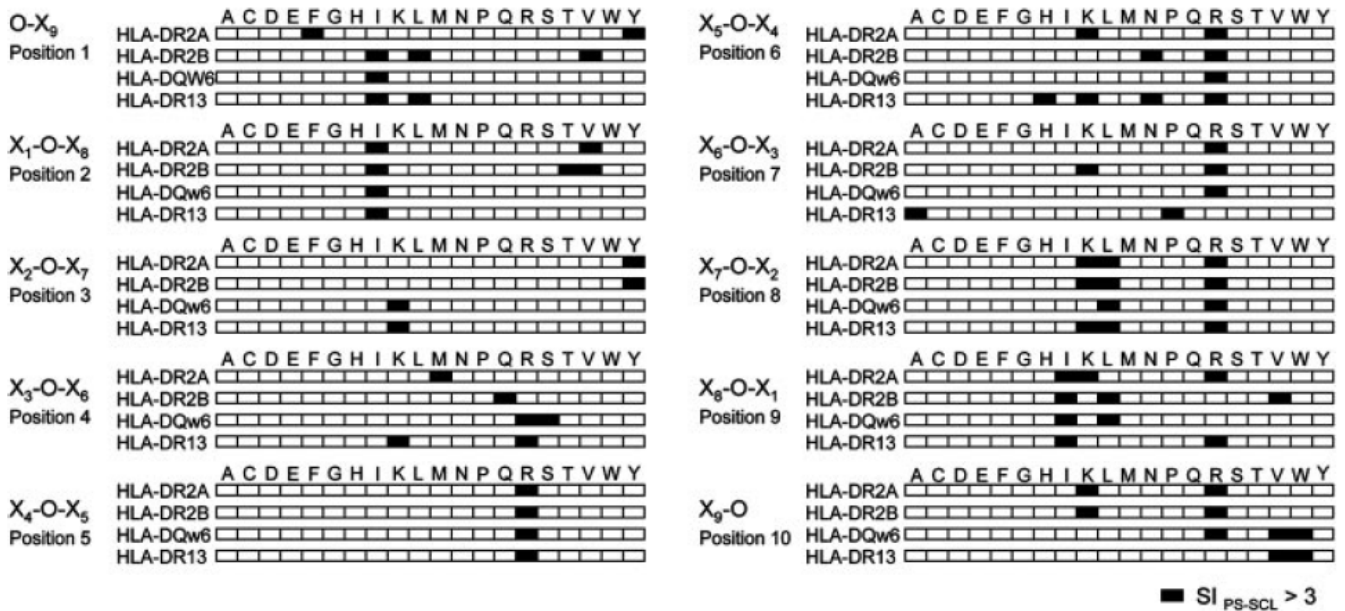 A C D E F G H I K L M N P Q R S T V W Y
O-X₉
Position 1
HLA-DR2A
HLA-DR2B
HLA-DQW6
HLA-DR13
A C D E F G H I K L M N P Q R S T V W Y
X₁-O-X₈
Position 2
HLA-DR2A
HLA-DR2B
HLA-DQw6
HLA-DR13
A C D E F G H I K L M N P Q R S T V W Y
X₂-O-X₇
Position 3
HLA-DR2A
HLA-DR2B
HLA-DQw6
HLA-DR13
A C D E F G H I K L M N P Q R S T V W Y
X₃-O-X₆
Position 4
HLA-DR2A
HLA-DR2B
HLA-DQw6
HLA-DR13
A C D E F G H I K L M N P Q R S T V W Y
X₄-O-X₅
Position 5
HLA-DR2A
HLA-DR2B
HLA-DQw6
HLA-DR13
A C D E F G H I K L M N P Q R S T V W Y
X₅-O-X₄
Position 6
HLA-DR2A
HLA-DR2B
HLA-DQw6
HLA-DR13
A C D E F G H I K L M N P Q R S T V W Y
X₆-O-X₃
Position 7
HLA-DR2A
HLA-DR2B
HLA-DQw6
HLA-DR13
A C D E F G H I K L M N P Q R S T V W Y
X₇-O-X₂
Position 8
HLA-DR2A
HLA-DR2B
HLA-DQw6
HLA-DR13
A C D E F G H I K L M N P Q R S T V W Y
X₈-O-X₁
Position 9
HLA-DR2A
HLA-DR2B
HLA-DQw6
HLA-DR13
A C D E F G H I K L M N P Q R S T V W Y
X₉-O
Position 10
HLA-DR2A
HLA-DR2B
HLA-DQw6
HLA-DR13
SI PS-SCL > 3